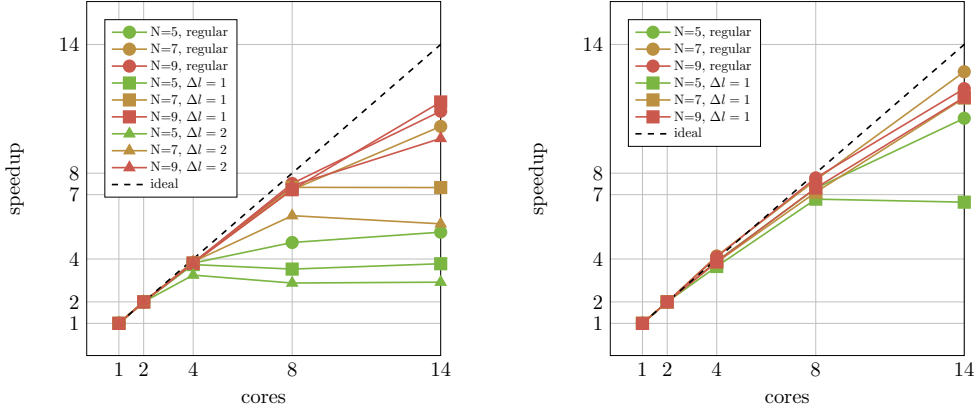 14
8
7
4
2
1
speedup
N=5, regular
N=7, regular
N=9, regular
N=5, Δl = 1
N=7, Δl = 1
N=9, Δl = 1
N=5, Δl = 2
N=7, Δl = 2
N=9, Δl = 2
ideal
1 2 4 8 14
cores
14
8
7
4
2
1
speedup
N=5, regular
N=7, regular
N=9, regular
N=5, Δl = 1
N=7, Δl = 1
N=9, Δl = 1
ideal
1 2 4 8 14
cores